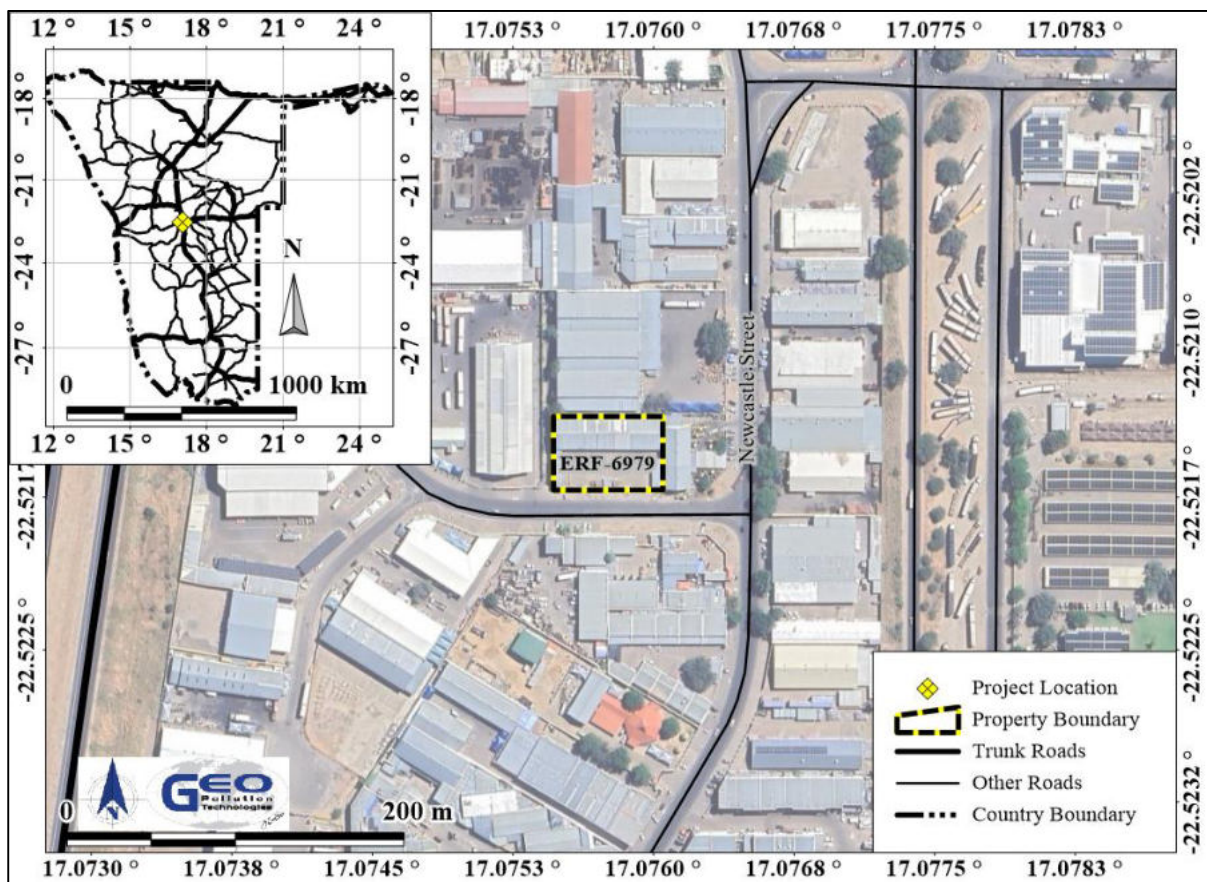 17.0753 ° 17.0760 ° 17.0768 ° 17.0775 ° 17.0783 °
12 ° 15 ° 18 ° 21 ° 24 °
-18 °
-21 °
-24 °
-27 °
-18 °
-21 °
-24 °
-27 °
N
0 1000 km
12 ° 15 ° 18 ° 21 ° 24 °
-22.5202 °
-22.5210 °
-22.5217 °
-22.5225 °
-22.5232 °
-22.5217
-22.5225 °
-22.5232 °
Newcastle Street
ERF-6979
N
GEO
Pollution
Technologies
0 200 m
Project Location
Property Boundary
Trunk Roads
Other Roads
Country Boundary
17.0730 ° 17.0738 ° 17.0745 ° 17.0753 ° 17.0760 ° 17.0768 ° 17.0775 ° 17.0783 °